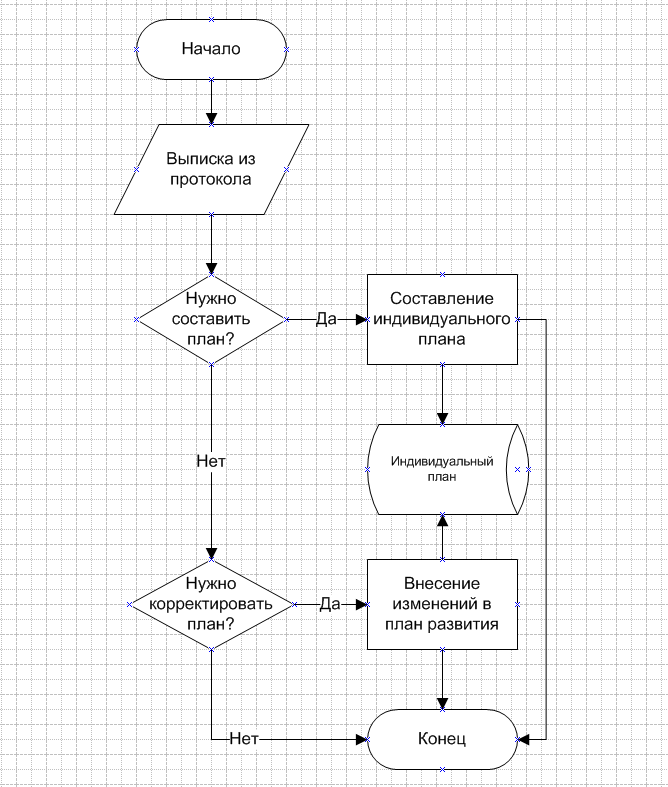 Начало
Выписка из
протокола
Нужно
составить
план?
Да
Составление
индивидуального
плана
Нет
Индивидуальный
план
Нужно
корректировать
план?
Да
Внесение
изменений в
план развития
Нет
Конец